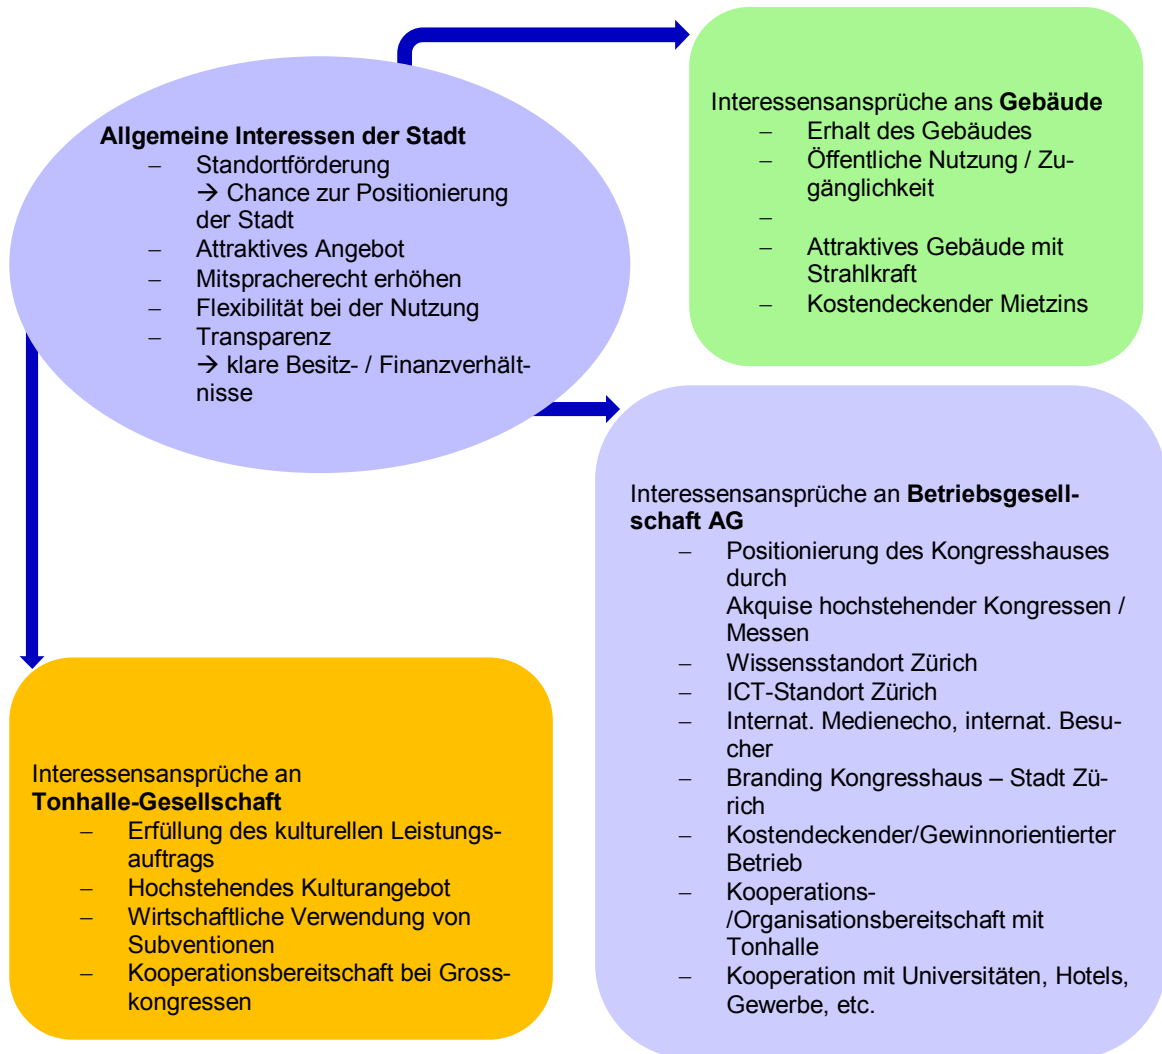 Allgemeine Interessen der Stadt
– Standortförderung
→ Chance zur Positionierung
der Stadt
– Attraktives Angebot
– Mitspracherecht erhöhen
– Flexibilität bei der Nutzung
– Transparenz
→ klare Besitz- / Finanzverhält-
nisse
Interessensansprüche ans Gebäude
– Erhalt des Gebäudes
– Öffentliche Nutzung / Zu-
gänglichkeit
–
– Attraktives Gebäude mit
Strahlkraft
– Kostendeckender Mietzins
Interessensansprüche an Betriebsgesell-
schaft AG
– Positionierung des Kongresshauses
durch
Akquise hochstehender Kongressen /
Messen
– Wissensstandort Zürich
– ICT-Standort Zürich
– Internat. Medienecho, internat. Besu-
cher
– Branding Kongresshaus – Stadt Zü-
rich
– Kostendeckender/Gewinnorientierter
Betrieb
– Kooperations-
/Organisationsbereitschaft mit
Tonhalle
– Kooperation mit Universitäten, Hotels,
Gewerbe, etc.
Interessensansprüche an
Tonhalle-Gesellschaft
– Erfüllung des kulturellen Leistungs-
auftrags
– Hochstehendes Kulturangebot
– Wirtschaftliche Verwendung von
Subventionen
– Kooperationsbereitschaft bei Gross-
kongressen